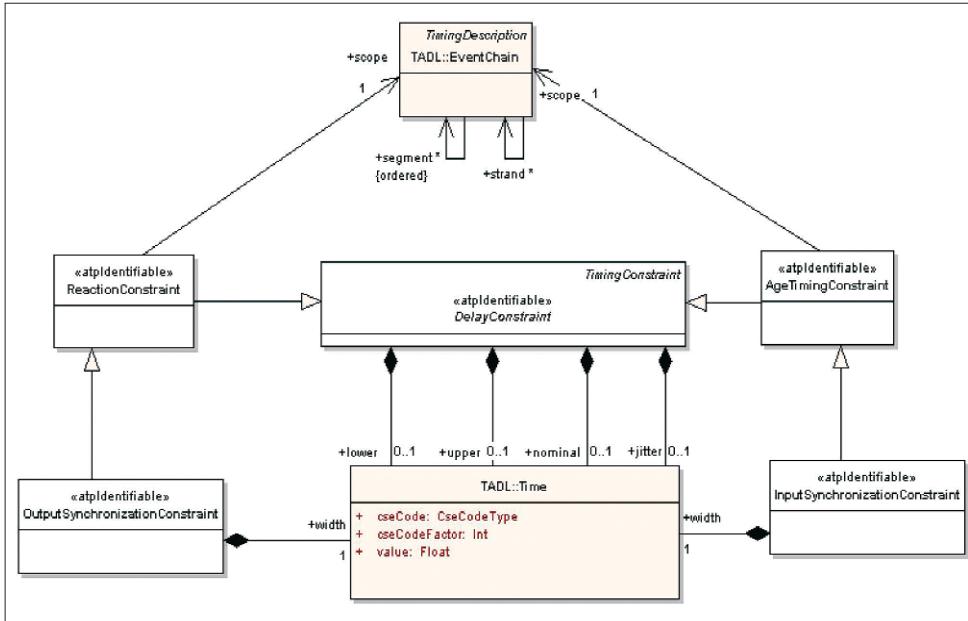 TimingDescription
TADL::EventChain
+scope
1
+scope 1
+segment *
{ordered}
+strand *
«atpIdentifiable»
ReactionConstraint
TimingConstraint
«atpIdentifiable»
DelayConstraint
«atpIdentifiable»
AgeTimingConstraint
+lower 0..1
+upper 0..1
+nominal 0..1
+jitter 0..1
«atpIdentifiable»
OutputSynchronizationConstraint
+width
1
TADL::Time
+ cseCode: CseCodeType
+ cseCodeFactor: Int
+ value: Float
+width
1
«atpIdentifiable»
InputSynchronizationConstraint